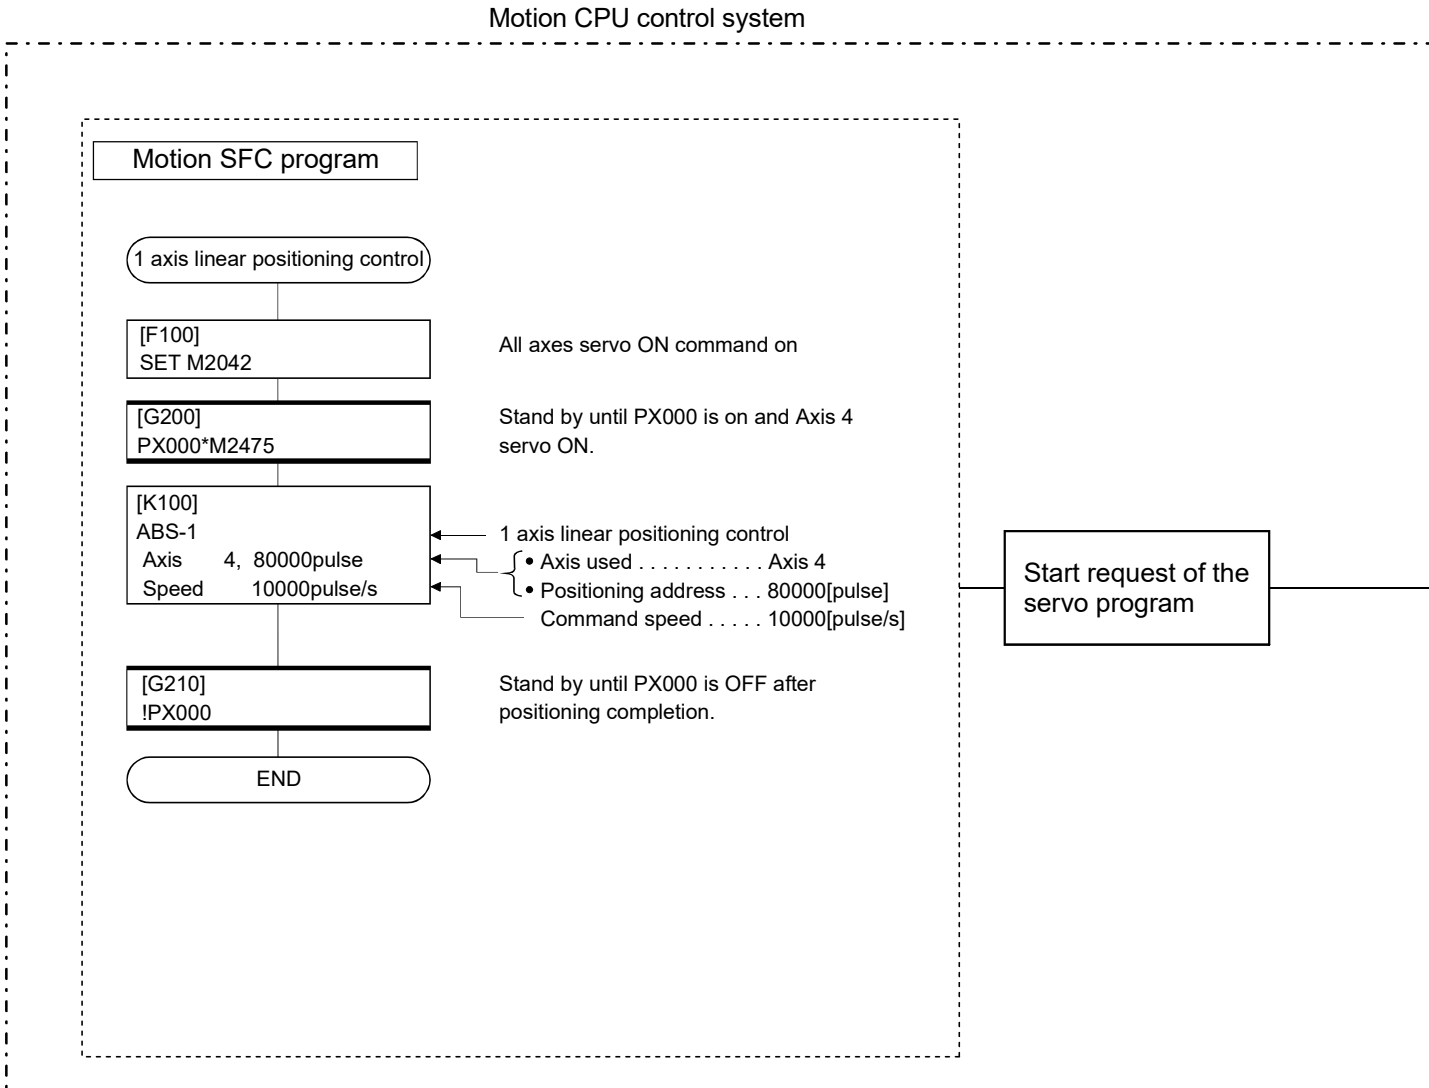 Motion CPU control system
Motion SFC program
1 axis linear positioning control
[F100]
SET M2042
All axes servo ON command on
[G200]
PX000*M2475
Stand by until PX000 is on and Axis 4
servo ON.
[K100]
ABS-1
Axis 4, 80000pulse
Speed 10000pulse/s
1 axis linear positioning control
• Axis used . . . . . . . . . . . Axis 4
• Positioning address . . . 80000[pulse]
Command speed . . . . . 10000[pulse/s]
[G210]
!PX000
Stand by until PX000 is OFF after
positioning completion.
END
Start request of the
servo program